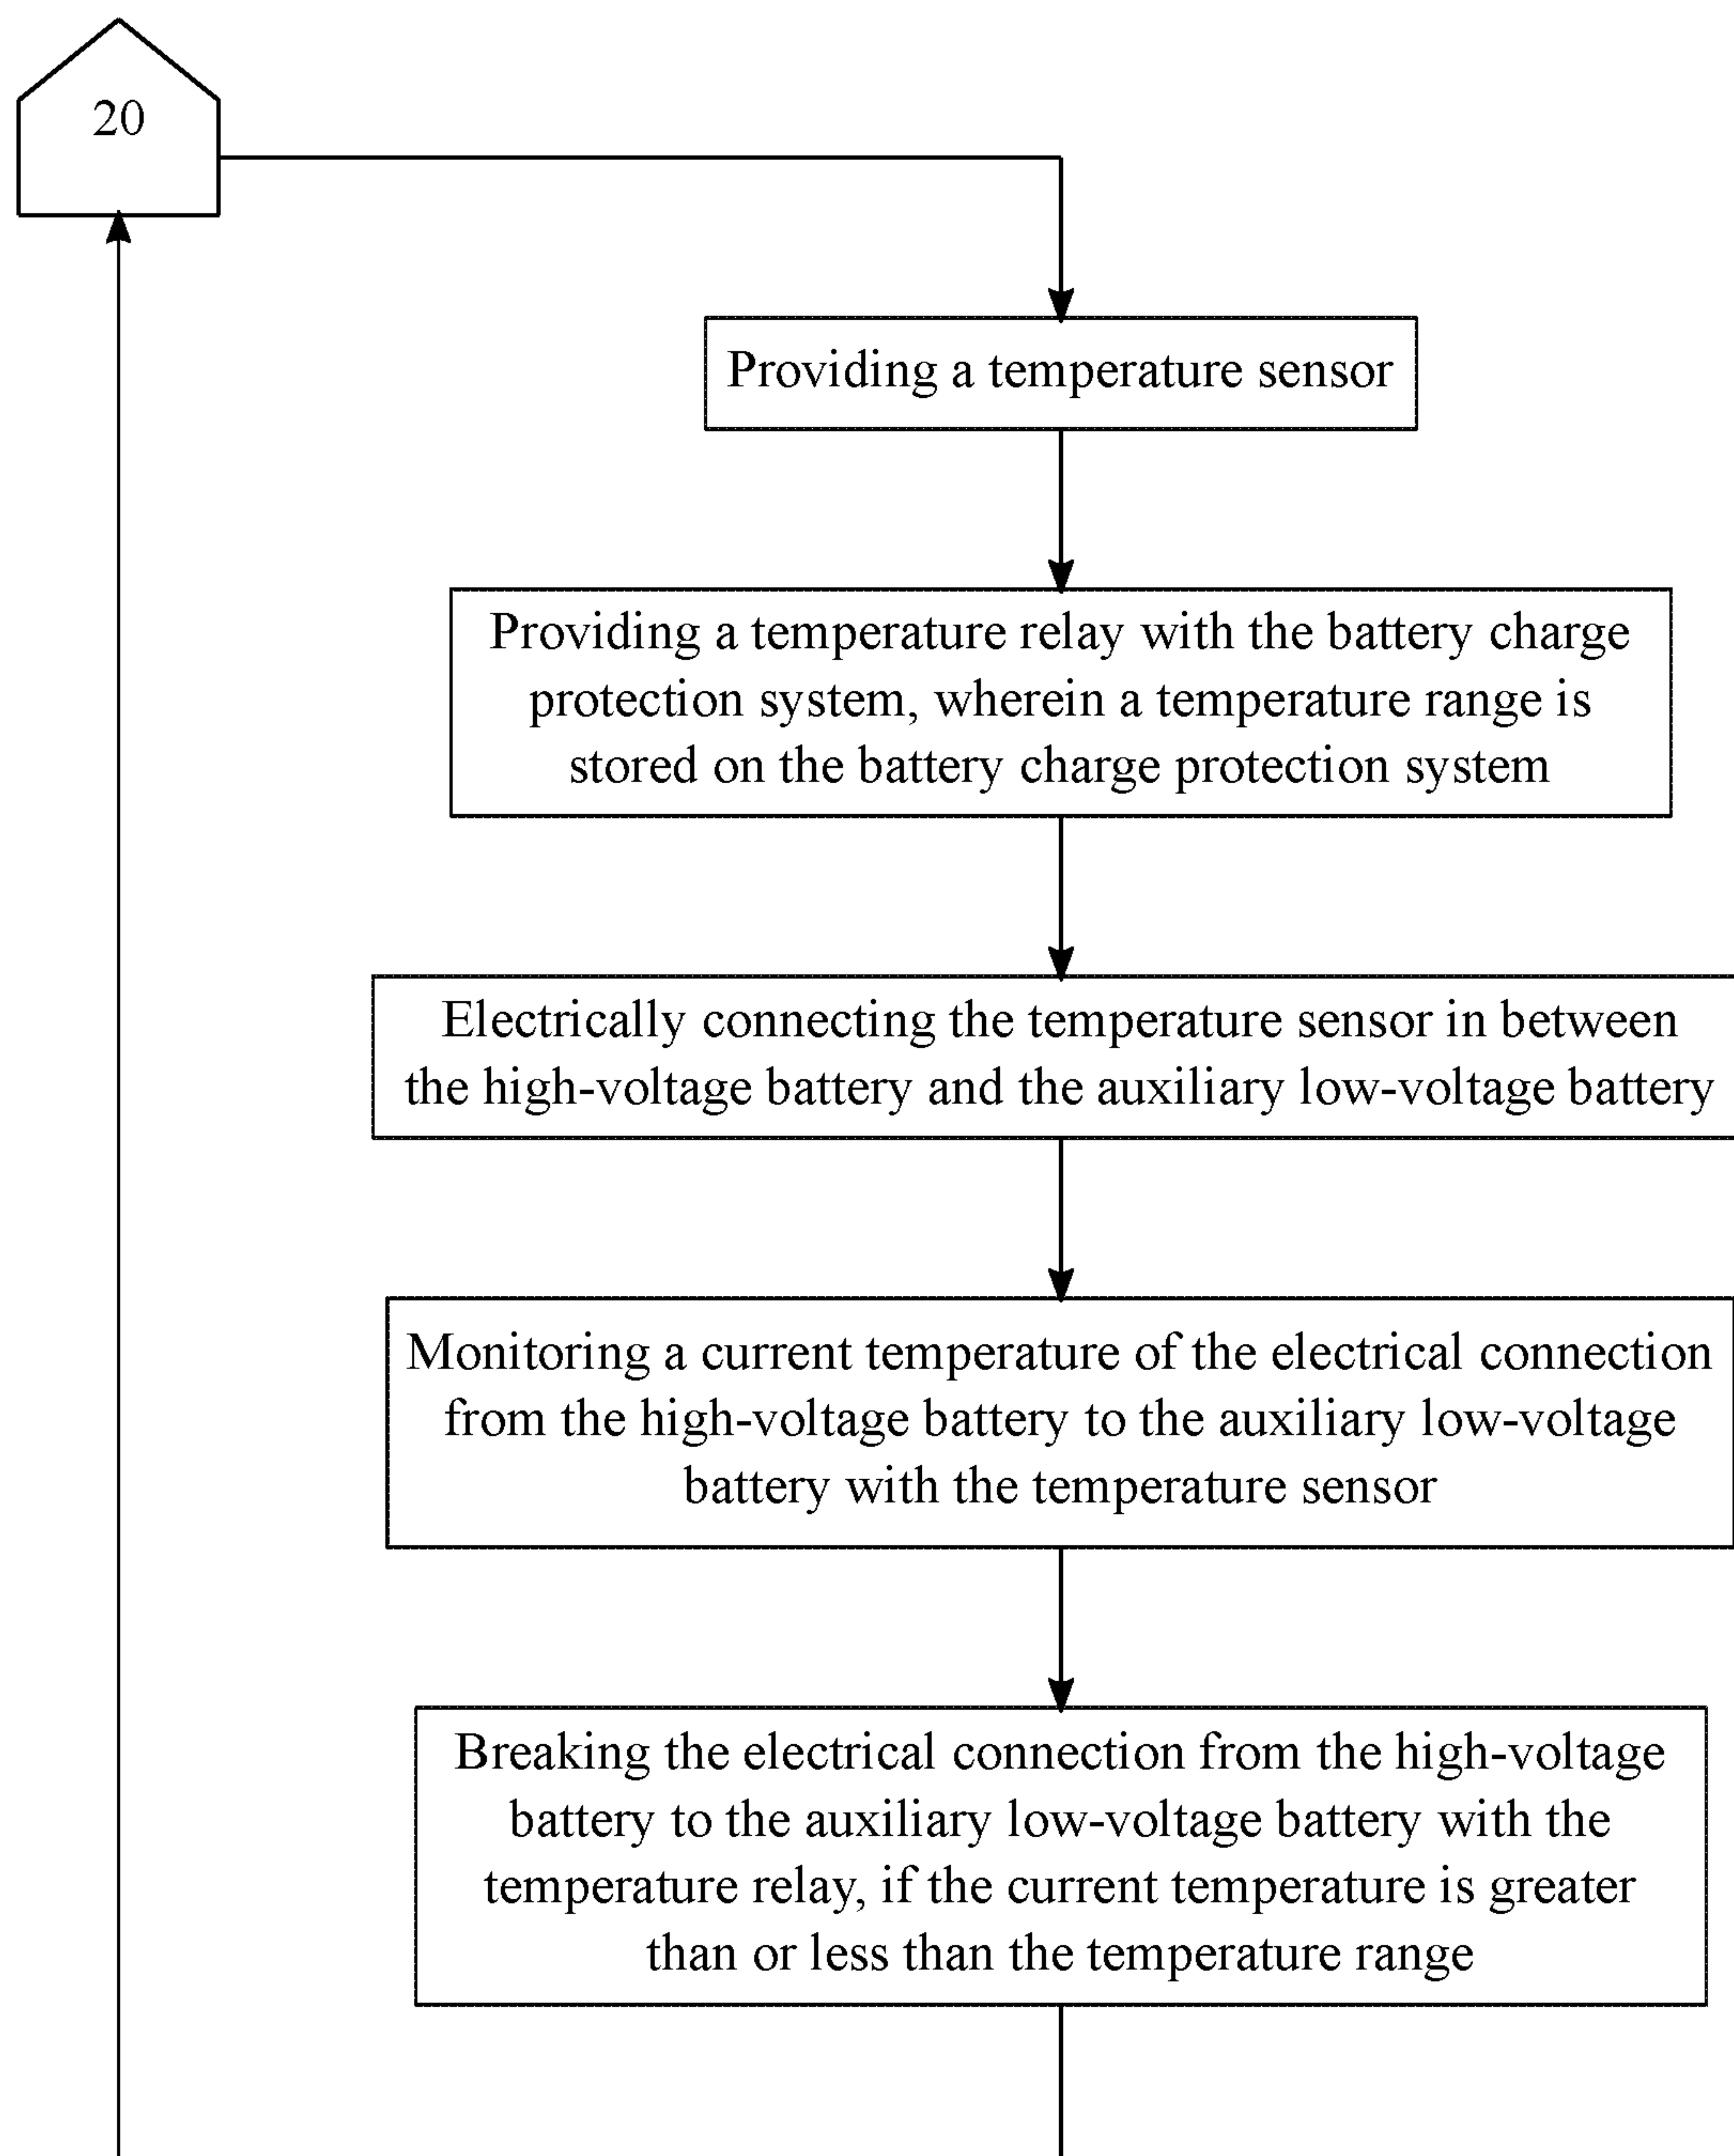 20
Providing a temperature sensor
Providing a temperature relay with the battery charge
protection system, wherein a temperature range is
stored on the battery charge protection system
Electrically connecting the temperature sensor in between
the high-voltage battery and the auxiliary low-voltage battery
Monitoring a current temperature of the electrical connection
from the high-voltage battery to the auxiliary low-voltage
battery with the temperature sensor
Breaking the electrical connection from the high-voltage
battery to the auxiliary low-voltage battery with the
temperature relay, if the current temperature is greater
than or less than the temperature range